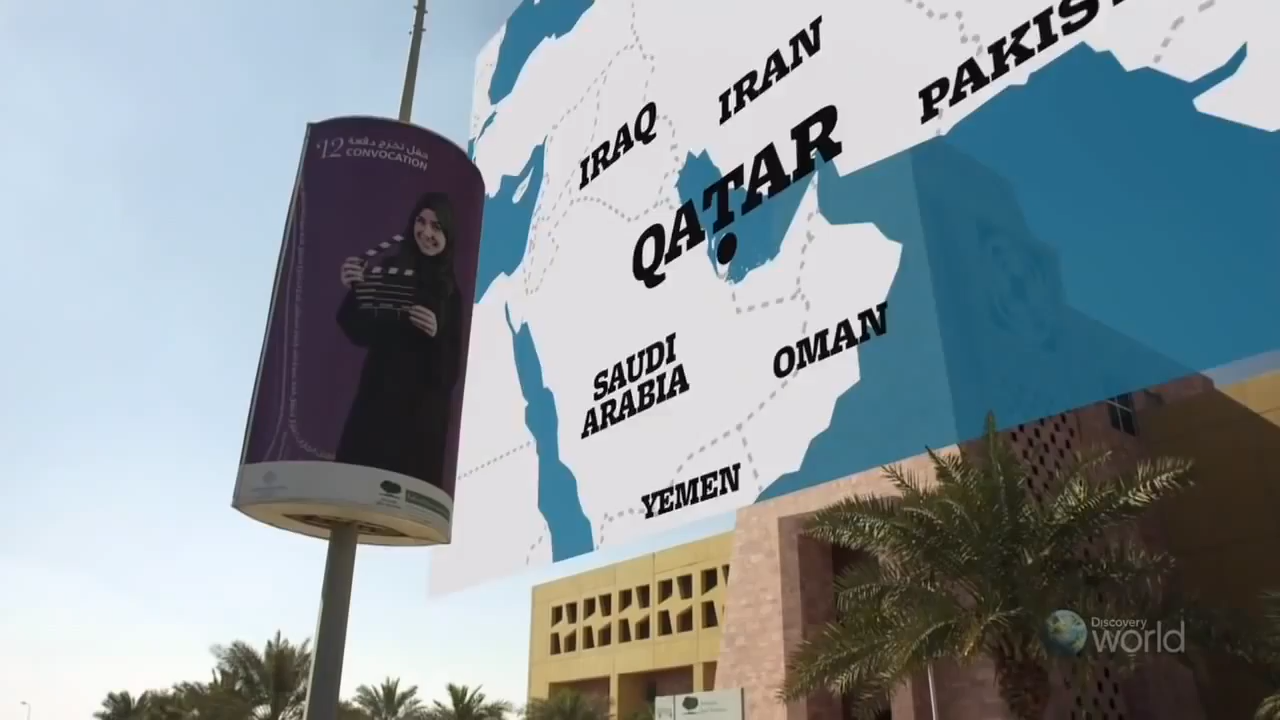 '12 حفل تخرج دفعة
CONVOCATION
IRAQ
IRAN
PAKIS
QATAR
SAUDI
ARABIA
OMAN
YEMEN
Discovery
world